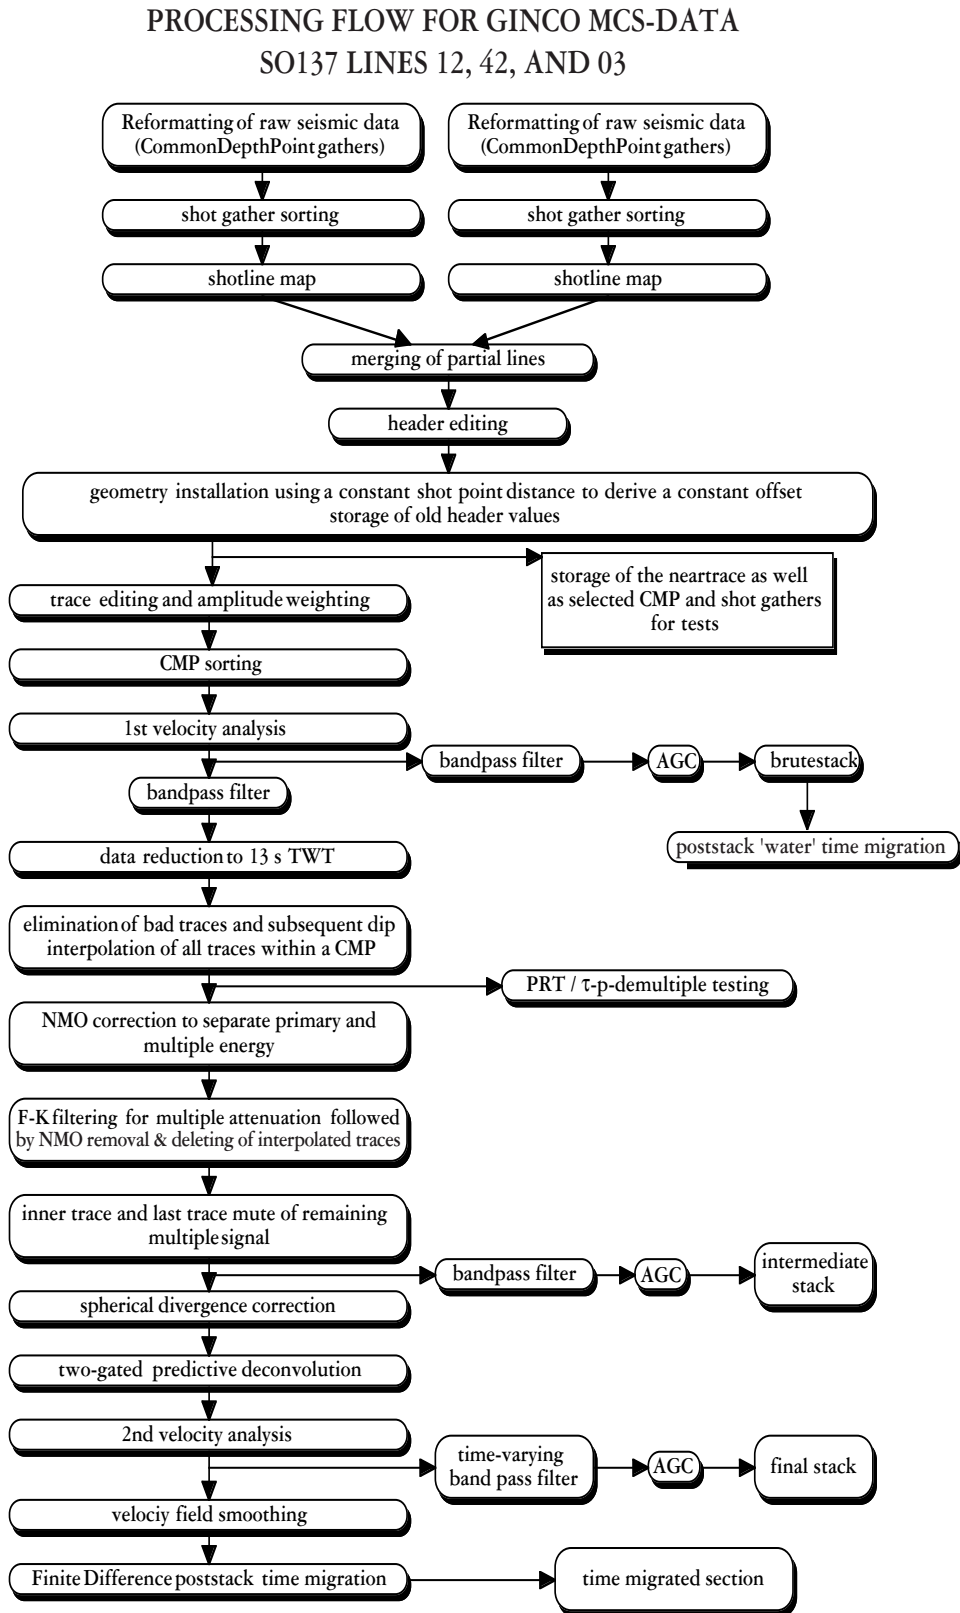 PROCESSING FLOW FOR GINCO MCS-DATA
SO137 LINES 12, 42, AND 03
Reformatting of raw seismic data
(CommonDepthPoint gathers)
Reformatting of raw seismic data
(CommonDepthPoint gathers)
shot gather sorting
shot gather sorting
shotline map
shotline map
merging of partial lines
header editing
geometry installation using a constant shot point distance to derive a constant offset
storage of old header values
storage of the neartrace as well
as selected CMP and shot gathers
for tests
trace editing and amplitude weighting
CMP sorting
1st velocity analysis
bandpass filter
AGC
brutestack
poststack 'water' time migration
bandpass filter
data reduction to 13 s TWT
elimination of bad traces and subsequent dip
interpolation of all traces within a CMP
PRT / τ-p-demultiple testing
NMO correction to separate primary and
multiple energy
F-K filtering for multiple attenuation followed
by NMO removal & deleting of interpolated traces
inner trace and last trace mute of remaining
multiple signal
bandpass filter
AGC
intermediate
stack
spherical divergence correction
two-gated predictive deconvolution
2nd velocity analysis
time-varying
band pass filter
AGC
final stack
velociy field smoothing
Finite Difference poststack time migration
time migrated section